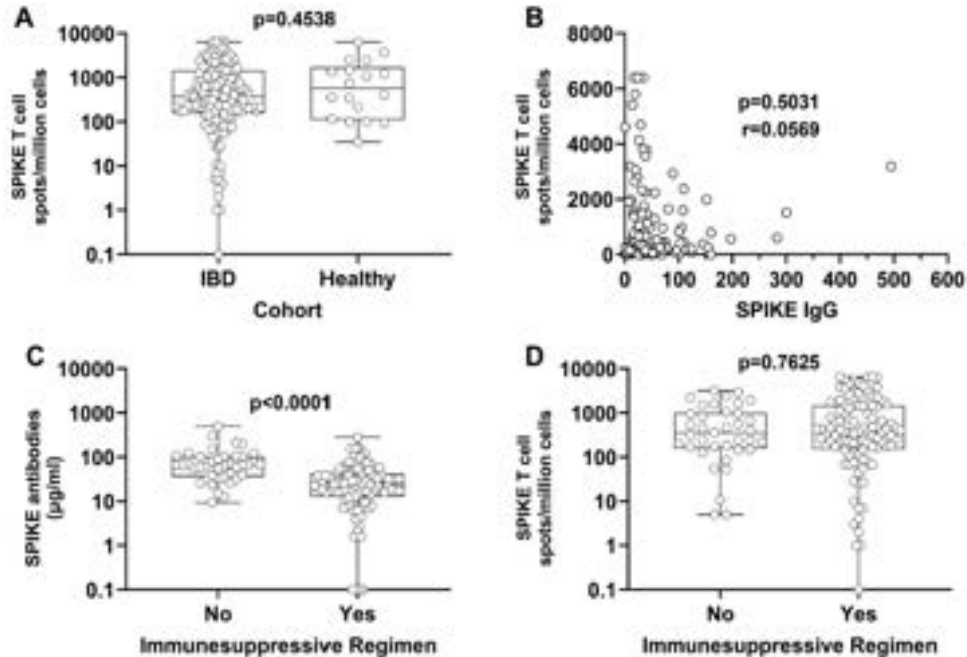 A
p=0.4538
SPIKE T cell
spots/million cells
10000
1000
100
10
1
0.1
IBD
Healthy
Cohort
B
p=0.5031
r=0.0569
SPIKE T cell
spots/million cells
8000
6000
4000
2000
0
0 100 200 300 400 500 600
SPIKE IgG
C
p<0.0001
SPIKE antibodies
(µg/ml)
10000
1000
100
10
1
0.1
No
Yes
Immunesuppressive Regimen
D
p=0.7625
SPIKE T cell
spots/million cells
10000
1000
100
10
1
0.1
No
Yes
Immunesuppressive Regimen